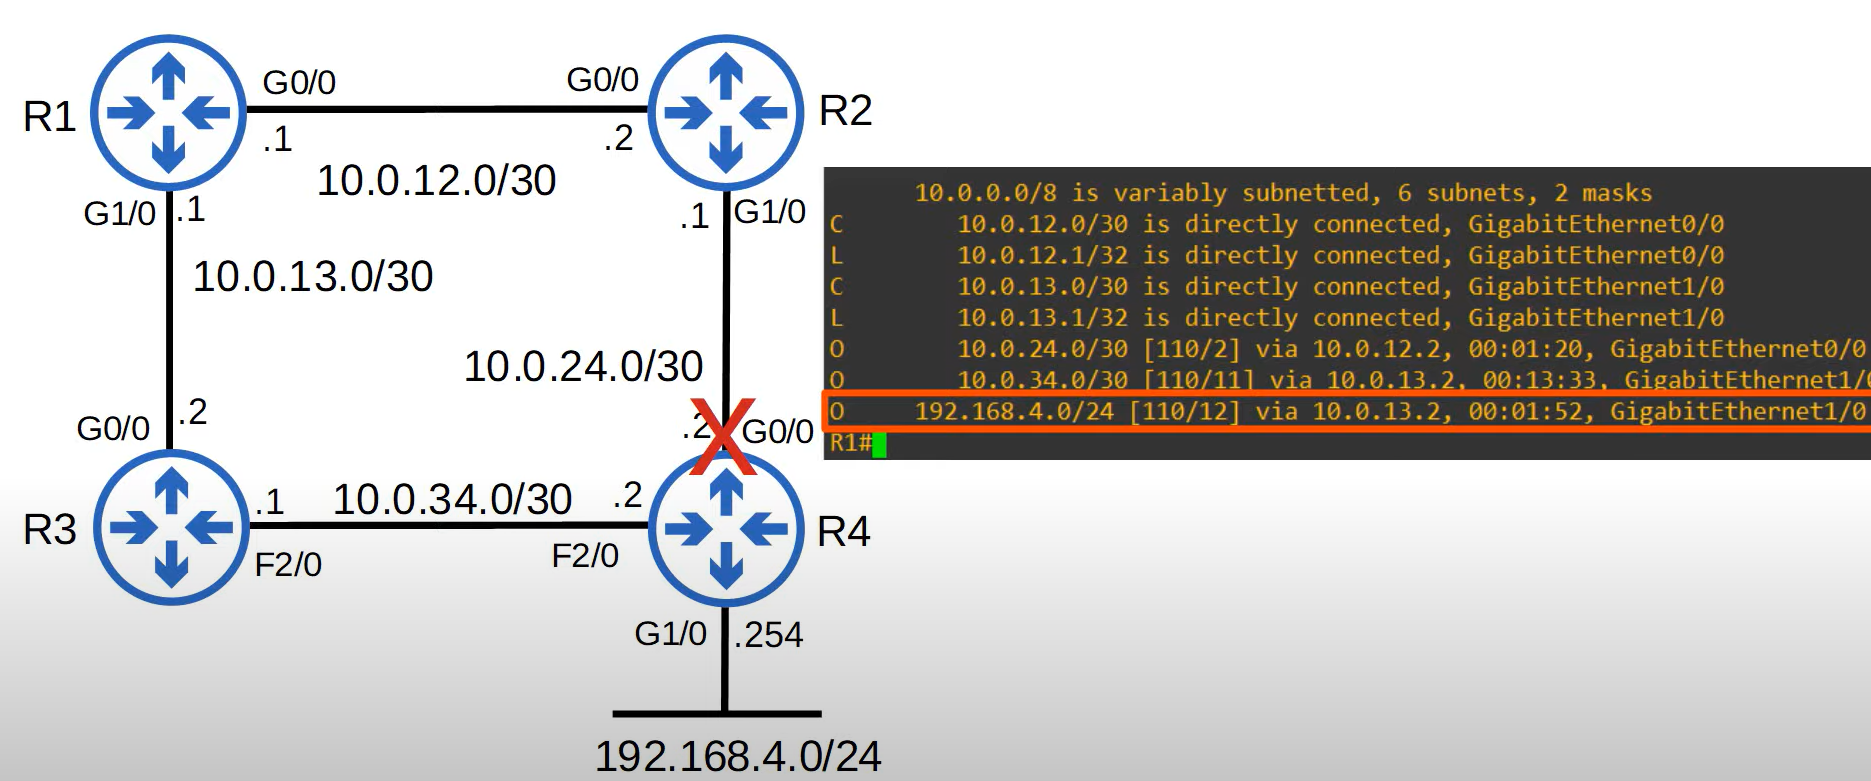 R1
G0/0
G0/0
R2
.1
.2
10.0.12.0/30
G1/0
.1
.1
G1/0
10.0.13.0/30
10.0.24.0/30
G0/0
.2
.2
X
G0/0
R3
.1
10.0.34.0/30
.2
R4
F2/0
F2/0
G1/0
.254
192.168.4.0/24
10.0.0.0/8 is variably subnetted, 6 subnets, 2 masks
C 10.0.12.0/30 is directly connected, GigabitEthernet0/0
L 10.0.12.1/32 is directly connected, GigabitEthernet0/0
C 10.0.13.0/30 is directly connected, GigabitEthernet1/0
L 10.0.13.1/32 is directly connected, GigabitEthernet1/0
O 10.0.24.0/30 [110/2] via 10.0.12.2, 00:01:20, GigabitEthernet0/0
O 10.0.34.0/30 [110/11] via 10.0.13.2, 00:13:33, GigabitEthernet1/0
O 192.168.4.0/24 [110/12] via 10.0.13.2, 00:01:52, GigabitEthernet1/0
R1#